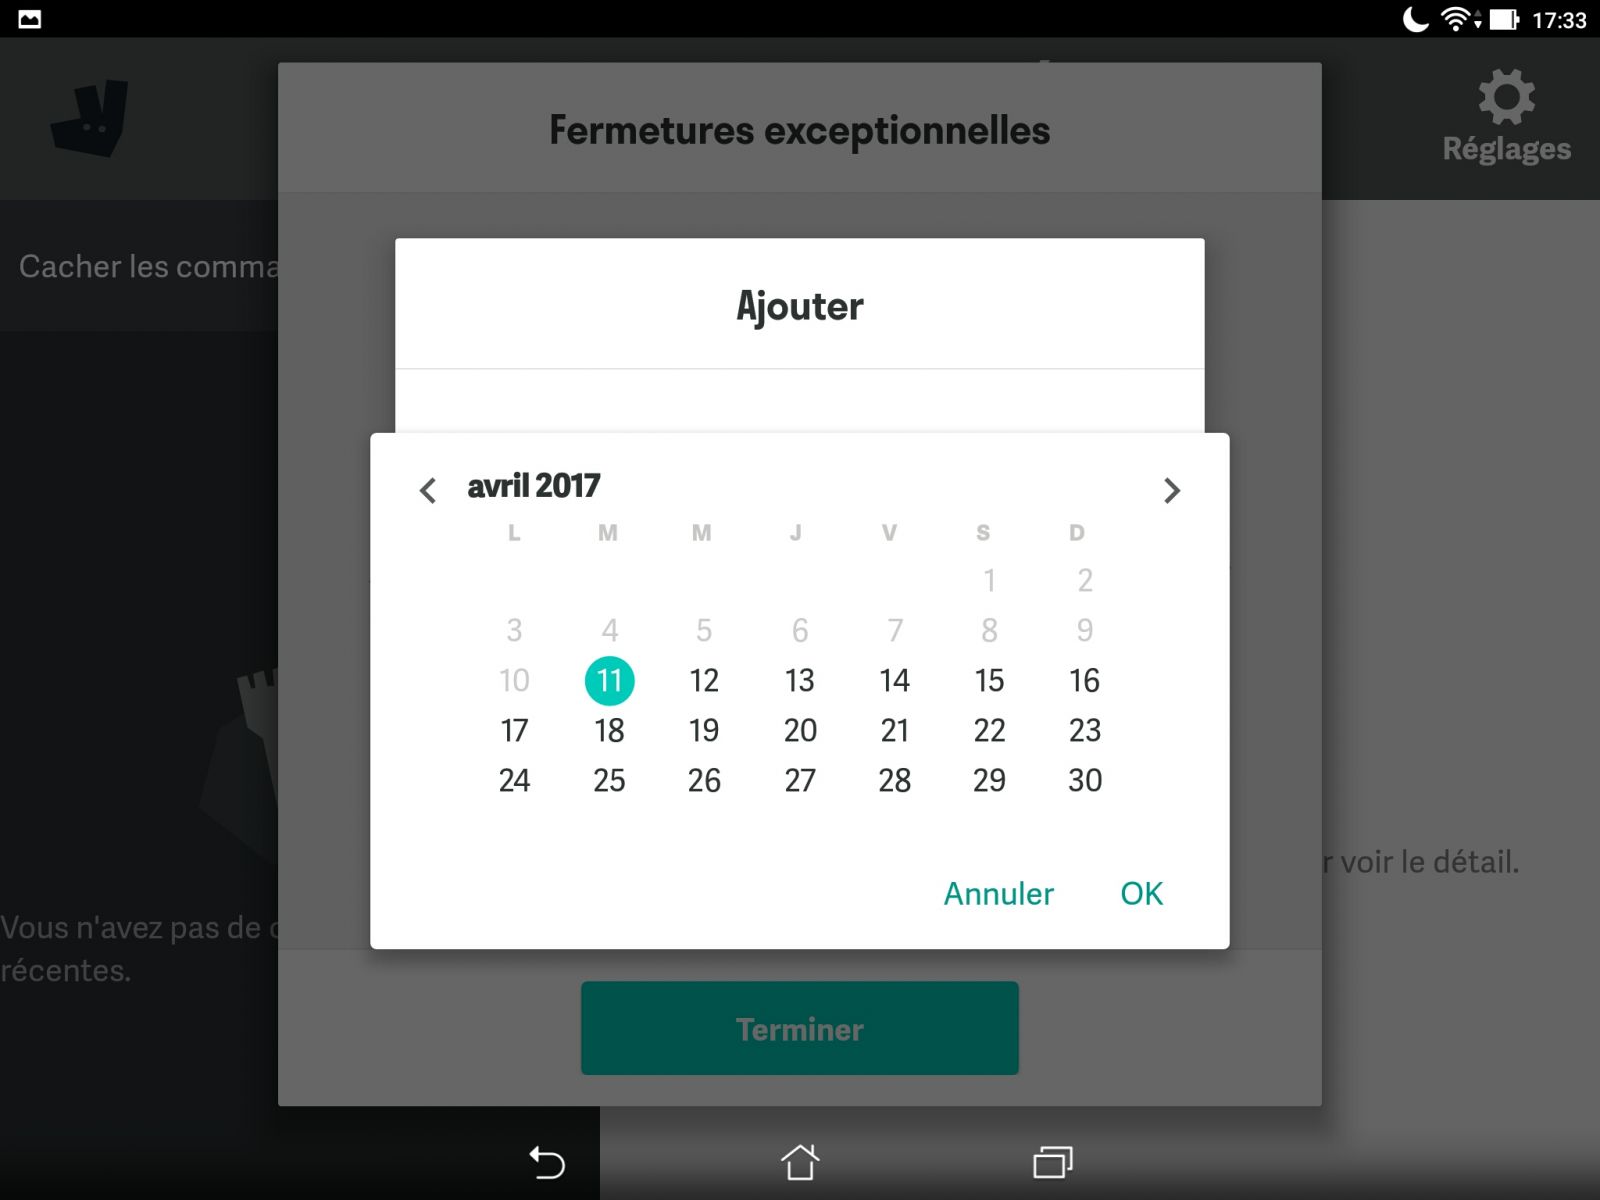 17:33
Réglages
Fermetures exceptionnelles
Cacher les comma
Ajouter
avril 2017
L M M J V S D
1 2
3 4 5 6 7 8 9
10 11 12 13 14 15 16
17 18 19 20 21 22 23
24 25 26 27 28 29 30
Annuler OK
r voir le détail.
Vous n'avez pas de
récentes.
Terminer